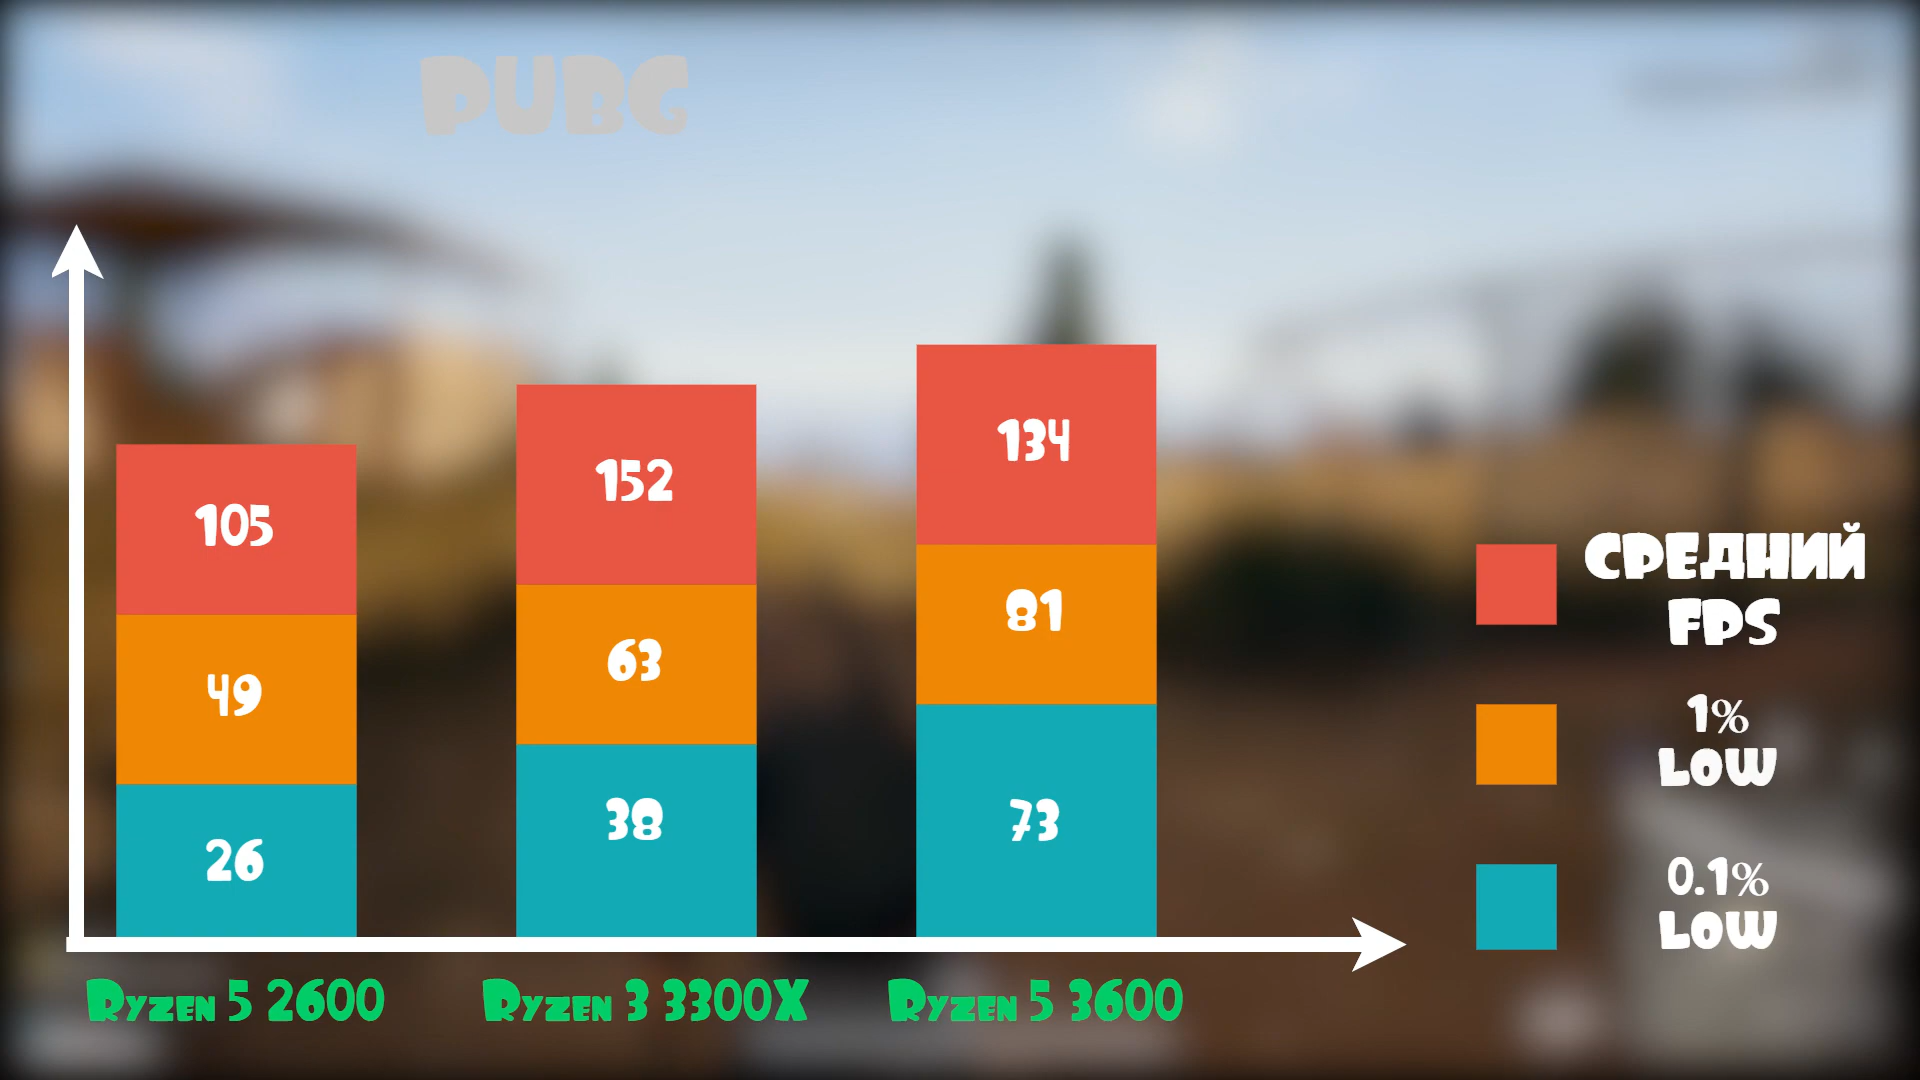 PUBG
105
152
134
49
63
81
26
38
73
СРЕДНИЙ
FPS
1%
LOW
0.1%
LOW
Ryzen 5 2600
Ryzen 3 3300X
Ryzen 5 3600